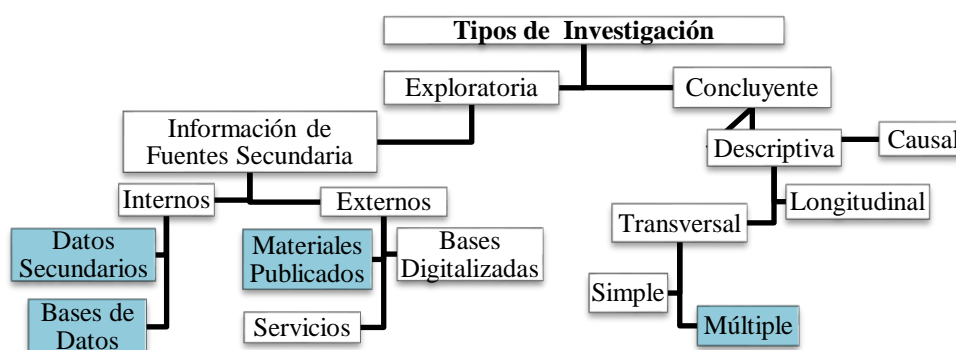 Tipos de Investigación
Exploratoria
Concluyente
Información de
Fuentes Secundaria
Descriptiva
Causal
Internos
Externos
Longitudinal
Transversal
Datos
Secundarios
Materiales
Publicados
Bases
Digitalizadas
Simple
Bases de
Datos
Servicios
Múltiple